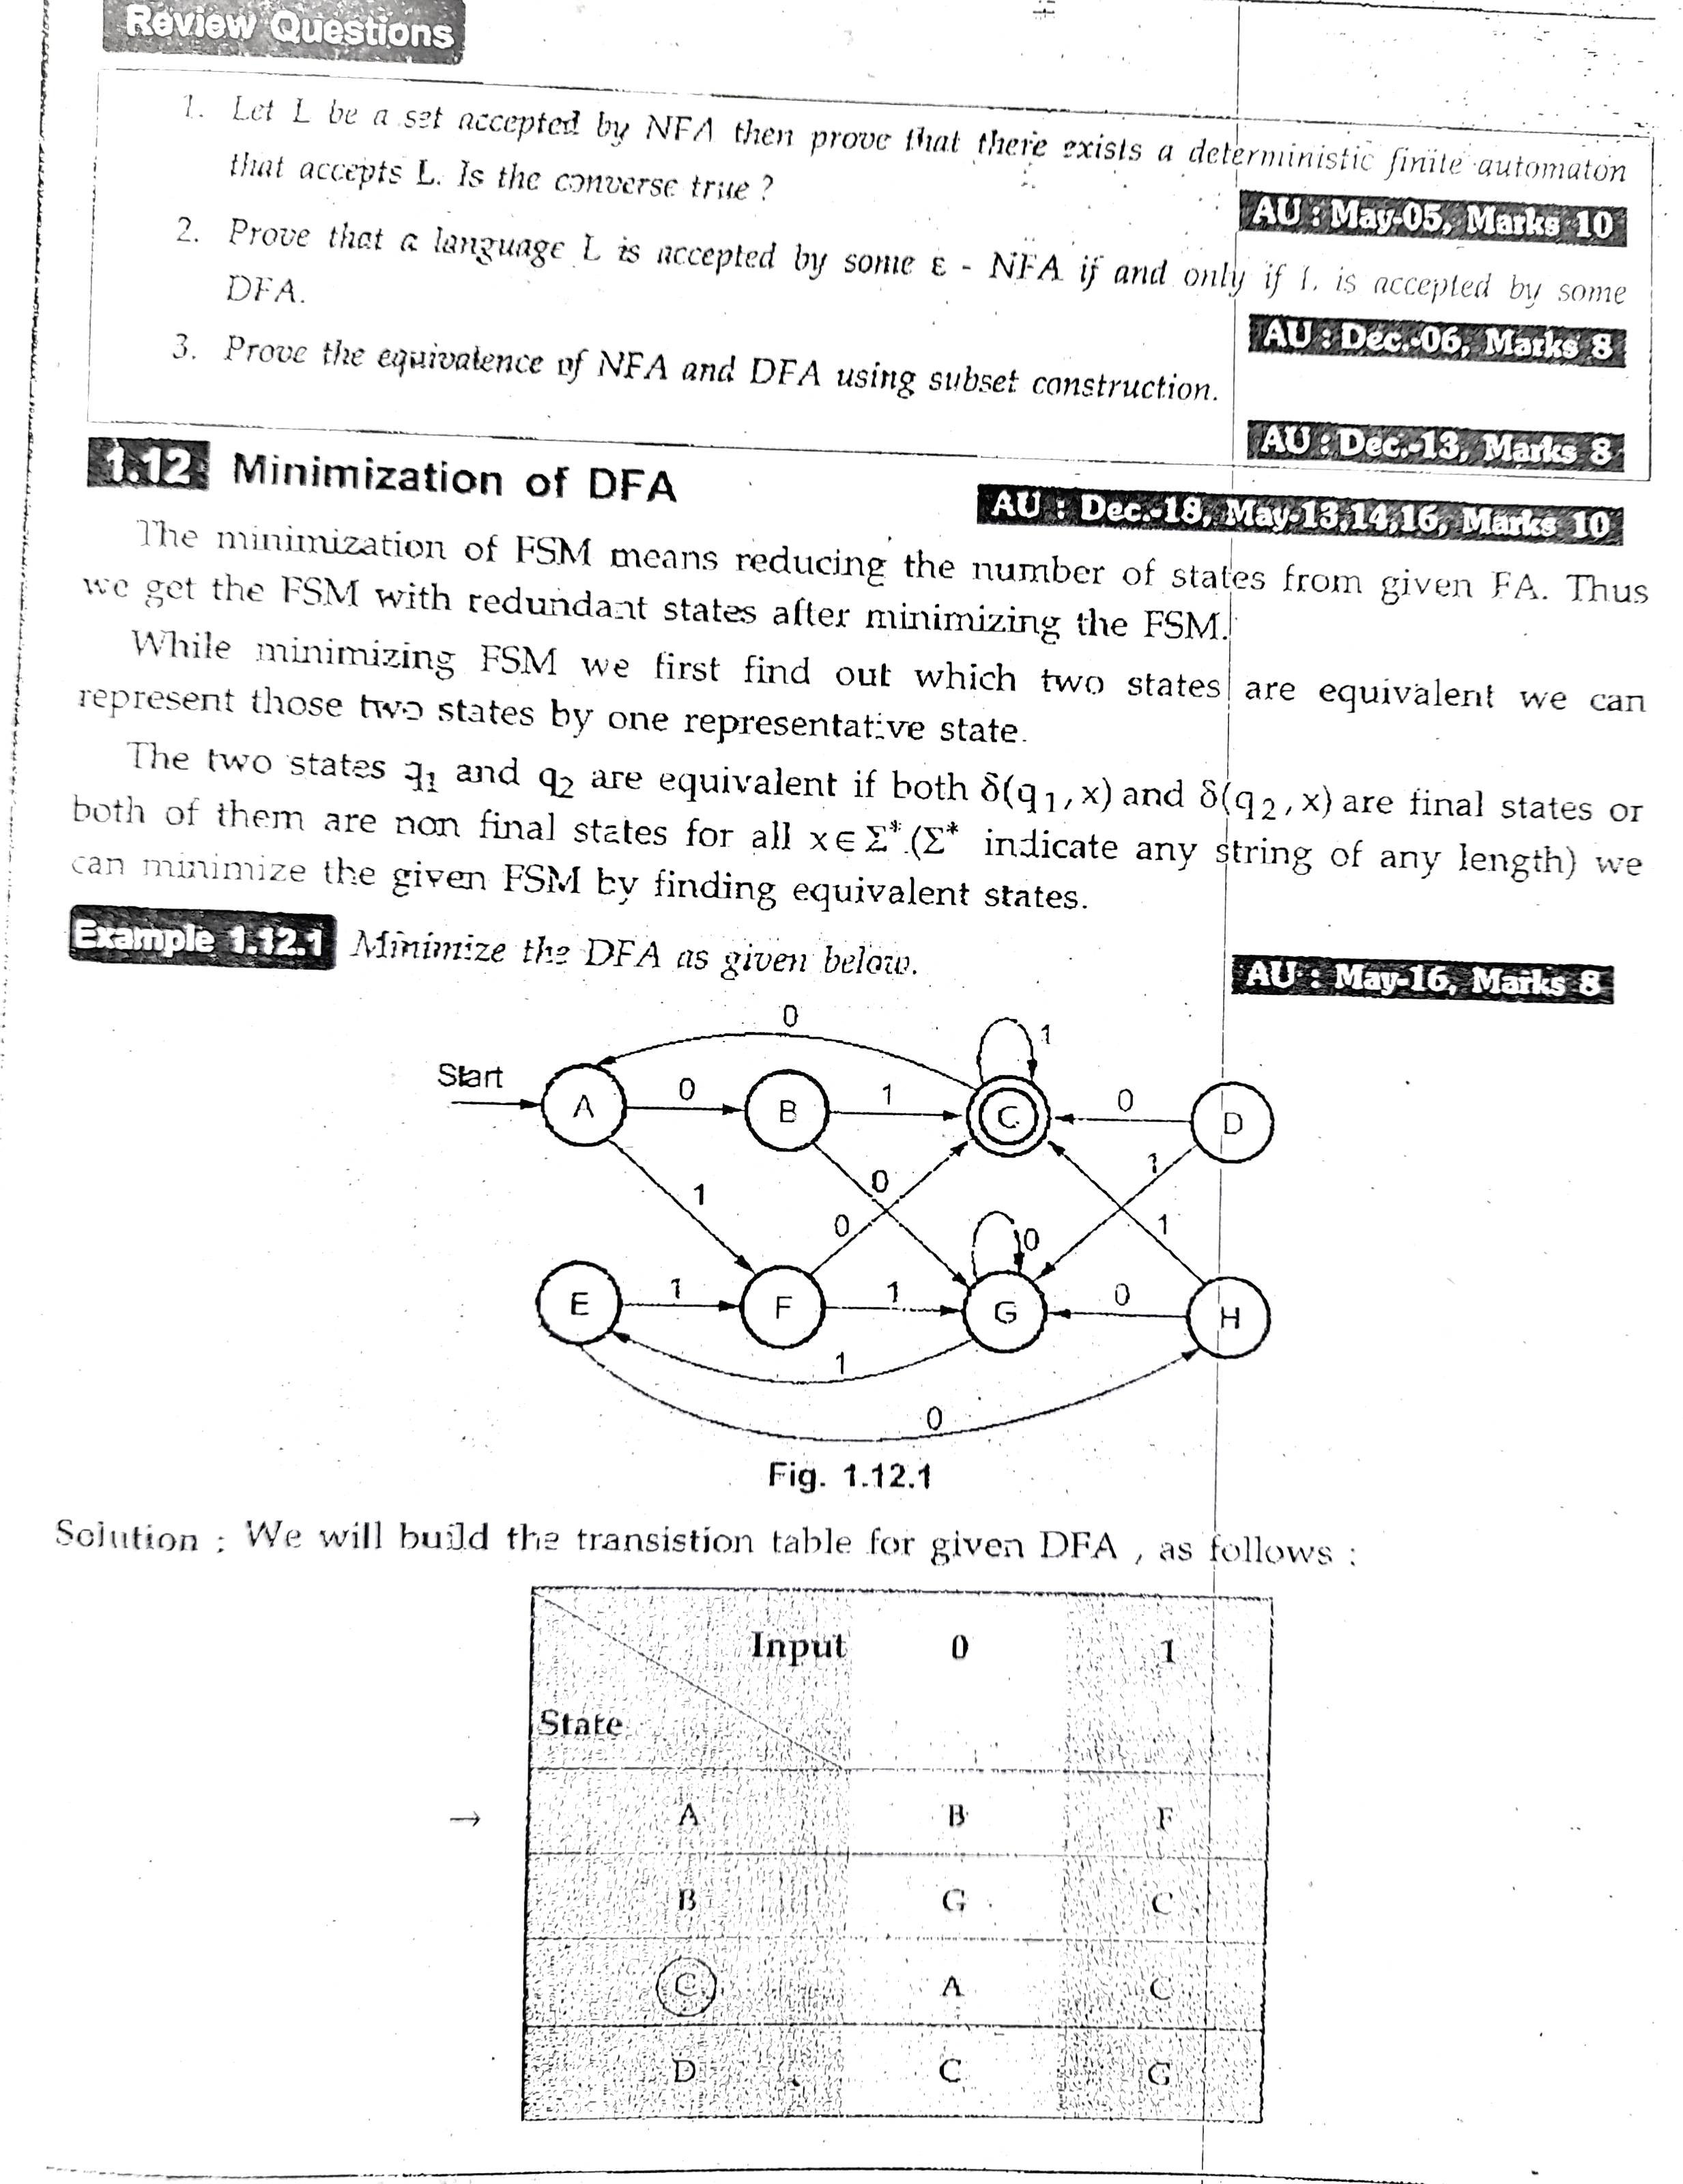 Review Questions
1. Let L be a set accepted by NFA then prove that there exists a deterministic finite automaton
that accepts L. Is the converse true ?
AU : May-05, Marks 10
2. Prove that a language L is accepted by some ε - NFA if and only if L is accepted by some
DFA.
AU : Dec.-06, Marks 8
3. Prove the equivalence of NFA and DFA using subset construction.
AU : Dec.-13, Marks 8
1.12 Minimization of DFA
AU : Dec.-18, May-13,14,16, Marks 10
The minimization of FSM means reducing the number of states from given FA. Thus
we get the FSM with redundant states after minimizing the FSM.
While minimizing FSM we first find out which two states are equivalent we can
represent those two states by one representative state.
The two states q₁ and q₂ are equivalent if both δ(q₁, x) and δ(q₂, x) are final states or
both of them are non final states for all x∈Σ* (Σ* indicate any string of any length) we
can minimize the given FSM by finding equivalent states.
Example 1.12.1 Minimize the DFA as given below.
AU : May-16, Marks 8
0
1
Start
A 0 B 1 C 0 D
1 0 0 1 1
0
E 1 F 1 G 0 H
1
0
Fig. 1.12.1
Solution : We will build the transistion table for given DFA , as follows :
Input 0 1
State
→ A B F
B G C
C A C
D C G